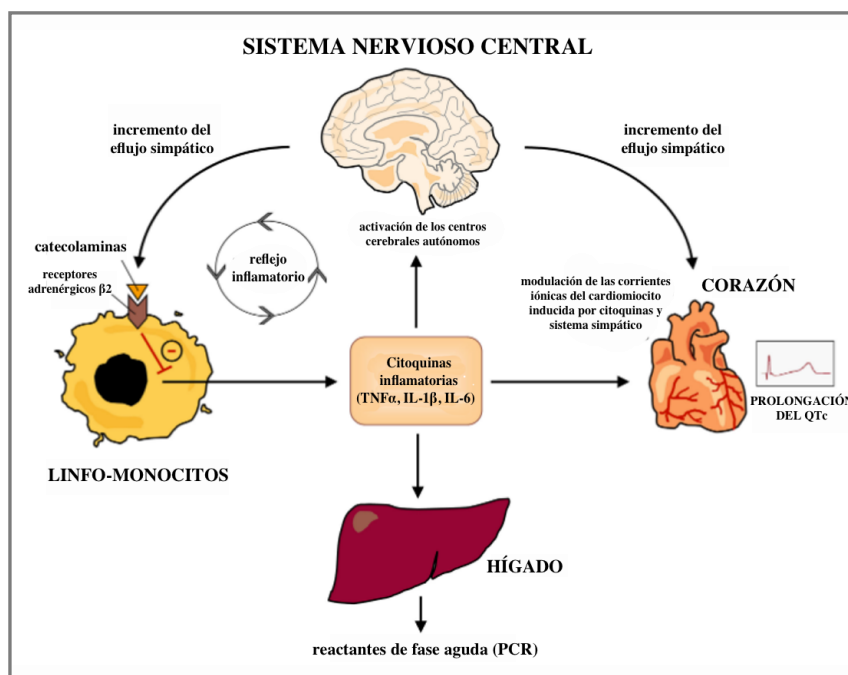 SISTEMA NERVIOSO CENTRAL
incremento del
eflujo simpático
incremento del
eflujo simpático
activación de los centros
cerebrales autónomos
catecolaminas
receptores
adrenérgicos β2
reflejo
inflamatorio
modulación de las corrientes
iónicas del cardiomiocito
inducida por citoquinas y
sistema simpático
CORAZÓN
Citoquinas
inflamatorias
(TNFα, IL-1β, IL-6)
PROLONGACIÓN
DEL QTc
LINFO-MONOCITOS
HÍGADO
reactantes de fase aguda (PCR)